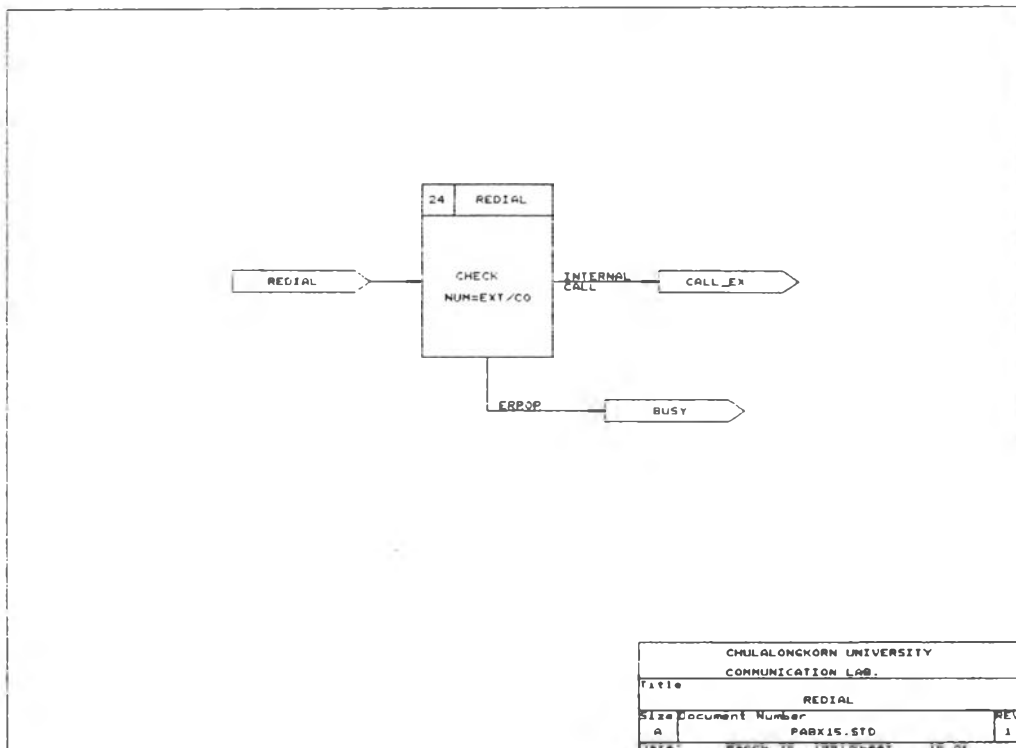 24 REDIAL
REDIAL
CHECK
NUM=EXT/CO
INTERNAL
CALL
CALL_EX
ERROR
BUSY
CHULALONGKORN UNIVERSITY
COMMUNICATION LAB.
Title
REDIAL
Size Document Number REV
A PABX15.STD 1